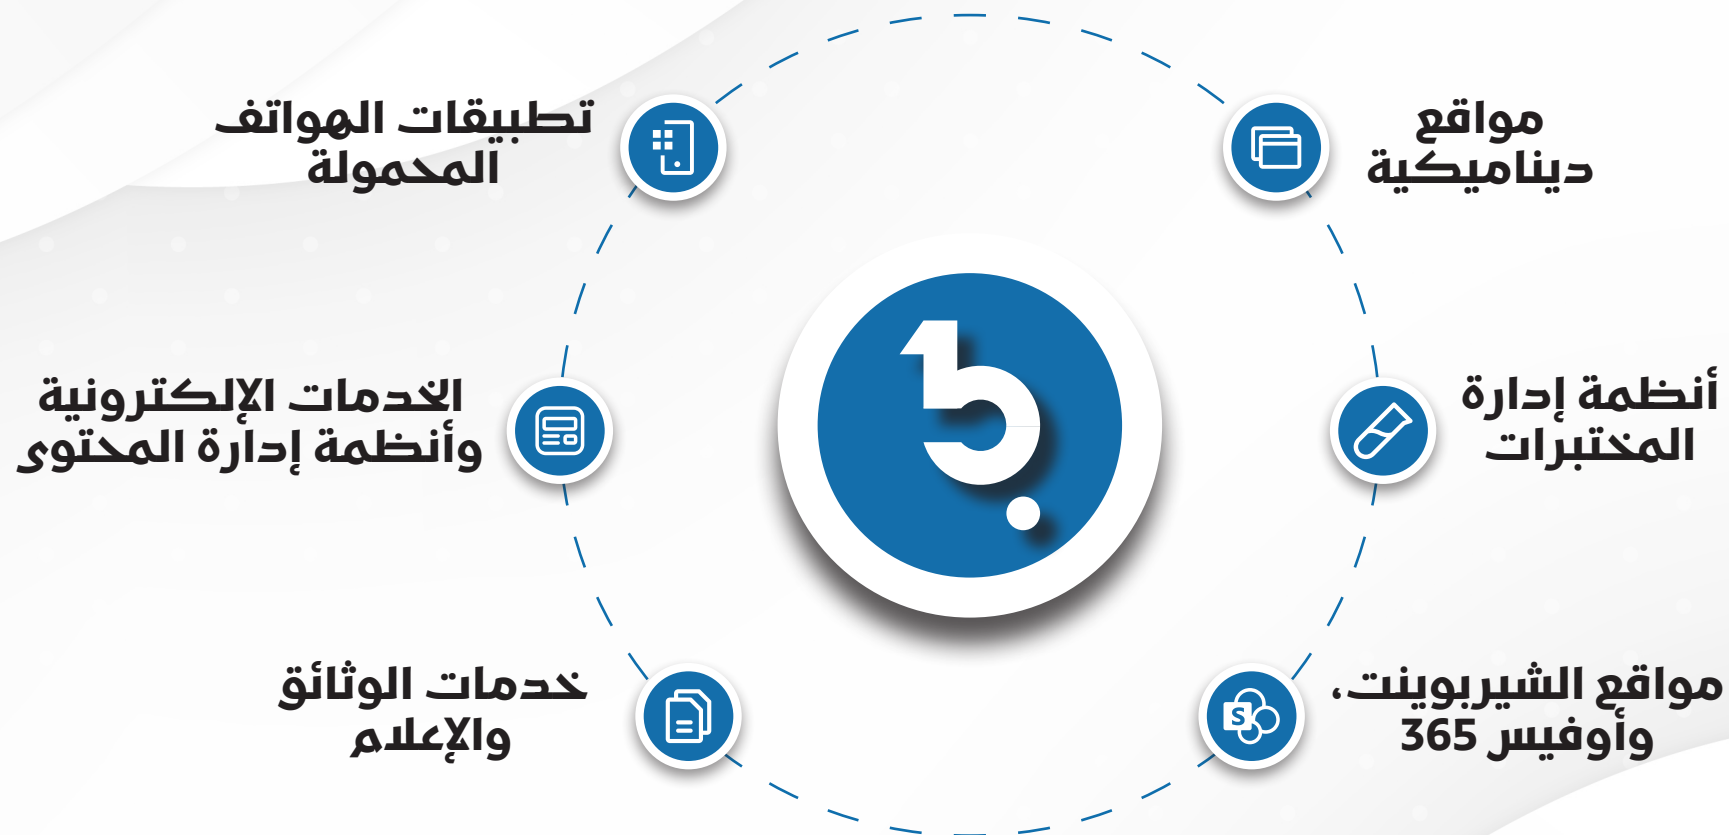 مواقع
ديناميكية
تطبيقات الهواتف
المحمولة
أنظمة إدارة
المختبرات
الخدمات الإلكترونية
وأنظمة إدارة المحتوى
مواقع الشيربوينت،
وأوفيس 365
S
خدمات الوثائق
والإعلام